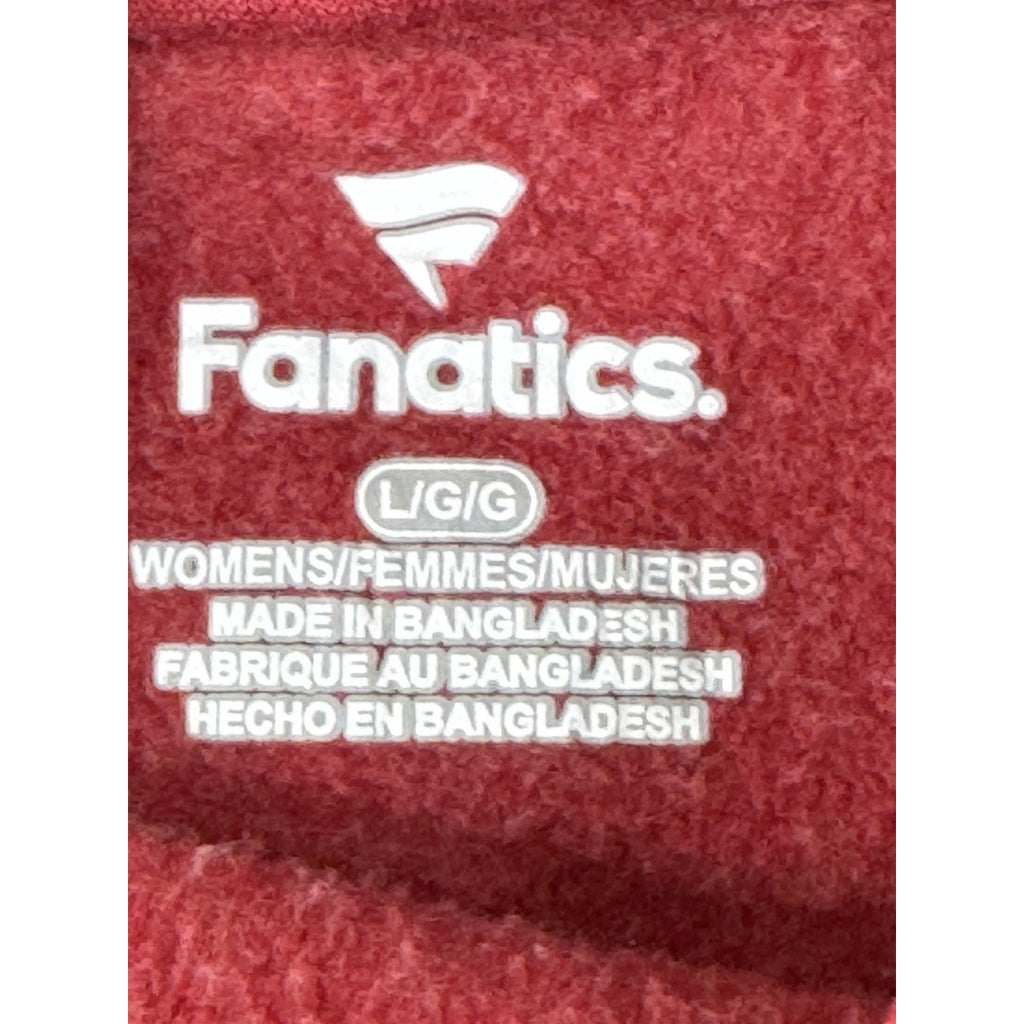 Fanatics.
L/G/G
WOMENS/FEMMES/MUJERES
MADE IN BANGLADESH
FABRIQUE AU BANGLADESH
HECHO EN BANGLADESH